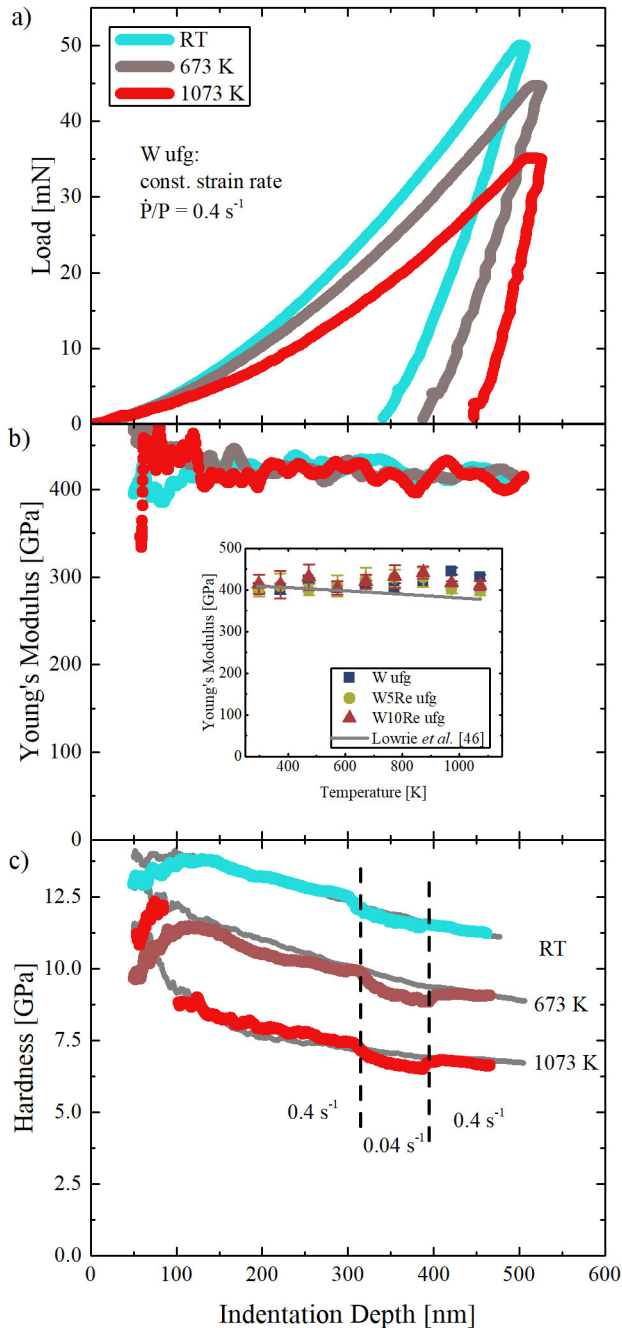 a)
50
40
30
20
10
0
Load [mN]
RT
673 K
1073 K
W ufg:
const. strain rate
Ṗ/P = 0.4 s⁻¹
b)
400
300
200
100
0
Young's Modulus [GPa]
500
400
300
200
100
0
Young's Modulus [GPa]
W ufg
W5Re ufg
W10Re ufg
Lowrie et al. [46]
400 600 800 1000
Temperature [K]
c)
12.5
10.0
7.5
5.0
2.5
0.0
Hardness [GPa]
RT
673 K
1073 K
0.4 s⁻¹
0.04 s⁻¹
0.4 s⁻¹
0 100 200 300 400 500 600
Indentation Depth [nm]